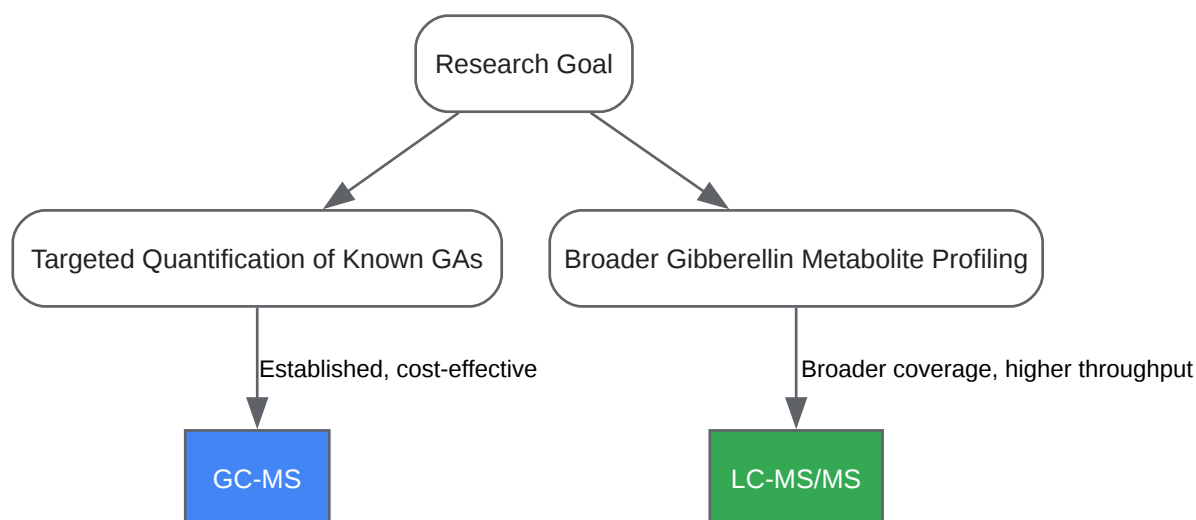 Research Goal
Targeted Quantification of Known GAs
Broader Gibberellin Metabolite Profiling
Established, cost-effective
Broader coverage, higher throughput
GC-MS
LC-MS/MS